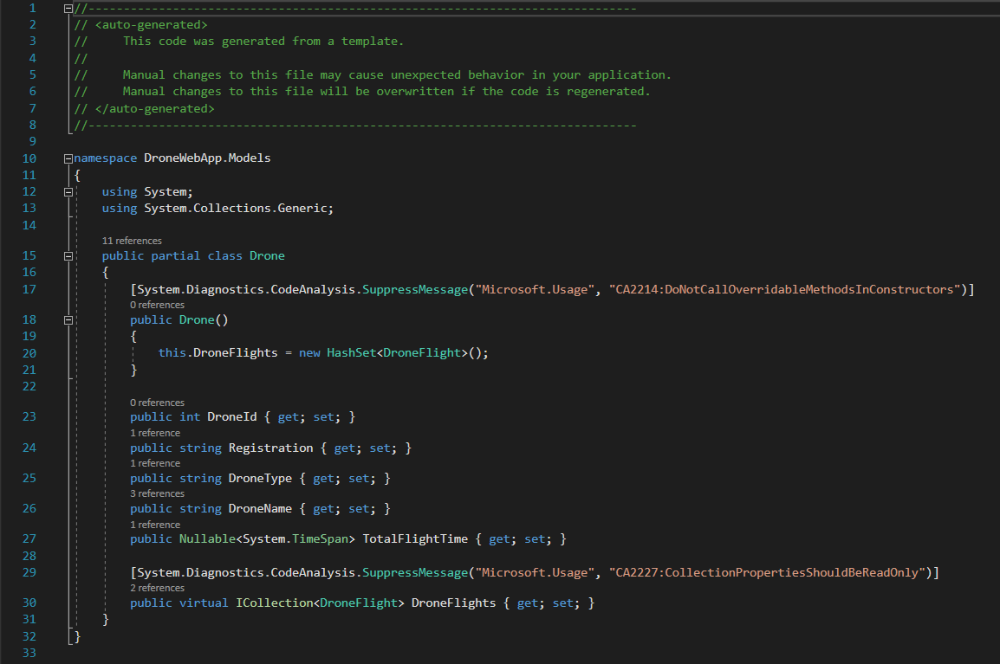 1 //------------------------------------------------------------------------------
2 // <auto-generated>
3 //     This code was generated from a template.
4 //
5 //     Manual changes to this file may cause unexpected behavior in your application.
6 //     Manual changes to this file will be overwritten if the code is regenerated.
7 // </auto-generated>
8 //------------------------------------------------------------------------------
9
10 namespace DroneWebApp.Models
11 {
12     using System;
13     using System.Collections.Generic;
14
11 references
15     public partial class Drone
16     {
17         [System.Diagnostics.CodeAnalysis.SuppressMessage("Microsoft.Usage", "CA2214:DoNotCallOverridableMethodsInConstructors")]
0 references
18         public Drone()
19         {
20             this.DroneFlights = new HashSet<DroneFlight>();
21         }
22
0 references
23         public int DroneId { get; set; }
1 reference
24         public string Registration { get; set; }
1 reference
25         public string DroneType { get; set; }
3 references
26         public string DroneName { get; set; }
1 reference
27         public Nullable<System.TimeSpan> TotalFlightTime { get; set; }
28
29         [System.Diagnostics.CodeAnalysis.SuppressMessage("Microsoft.Usage", "CA2227:CollectionPropertiesShouldBeReadOnly")]
2 references
30         public virtual ICollection<DroneFlight> DroneFlights { get; set; }
31     }
32 }
33